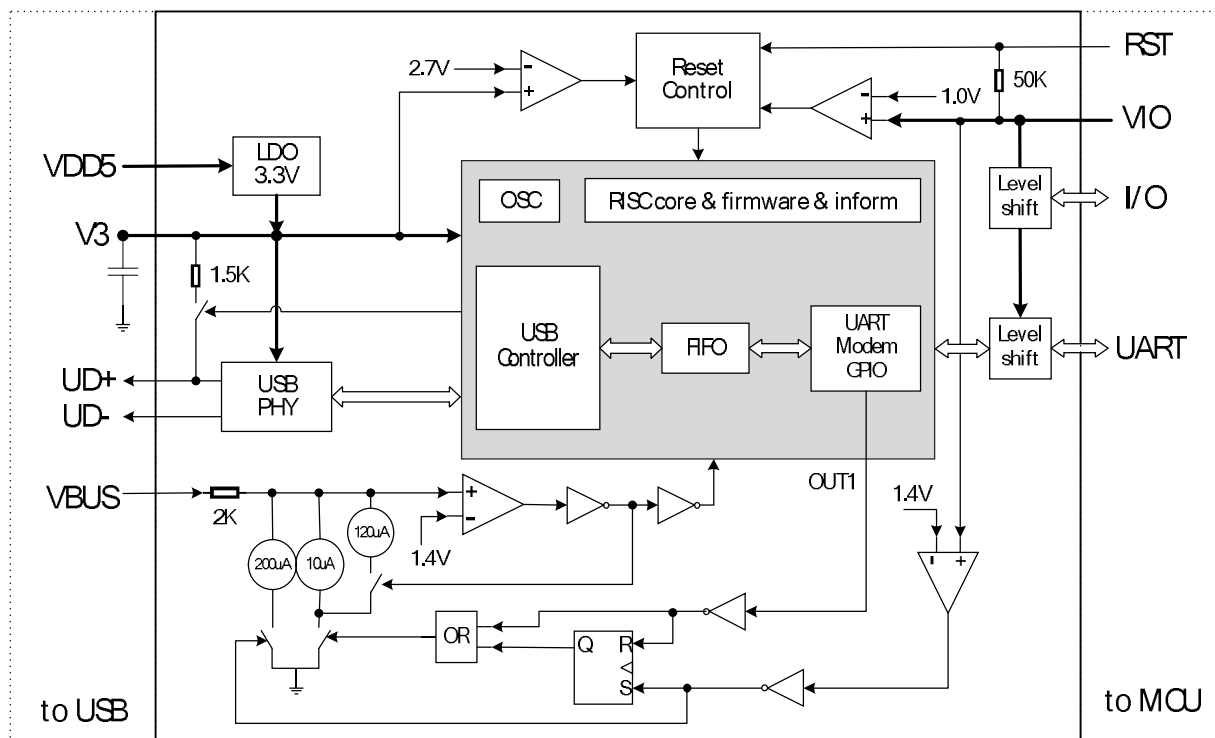 RST
2.7V
-
+
Reset
Control
50K
-
1.0V
+
VIO
VDD5
LDO
3.3V
OSC
RISC core & firmware & inform
Level
shift
I/O
V3
1.5K
USB
Controller
FIFO
UART
Modem
GPIO
Level
shift
UART
UD+
USB
PHY
UD-
VBUS
2K
+
-
OUT1
1.4V
120uA
1.4V
200uA
10uA
-
+
OR
Q
R
<
S
to USB
to MCU